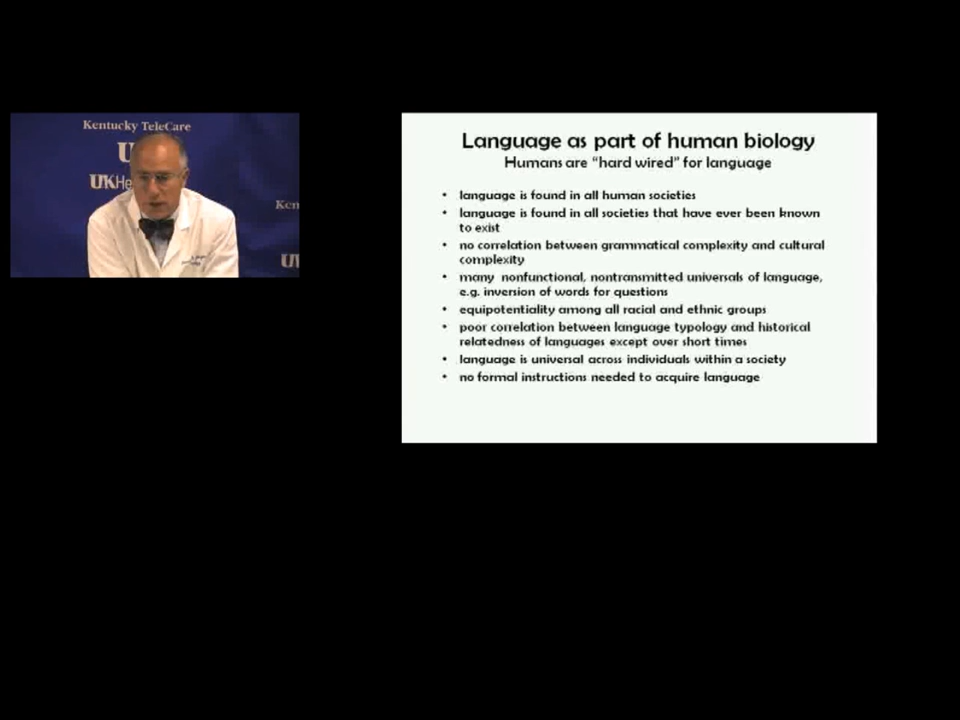 Kentucky TeleCare
U
UKHe
Ken
U
Language as part of human biology
Humans are “hard wired” for language
• language is found in all human societies
• language is found in all societies that have ever been known
to exist
• no correlation between grammatical complexity and cultural
complexity
• many nonfunctional, nontransmitted universals of language,
e.g. inversion of words for questions
• equipotentiality among all racial and ethnic groups
• poor correlation between language typology and historical
relatedness of languages except over short times
• language is universal across individuals within a society
• no formal instructions needed to acquire language